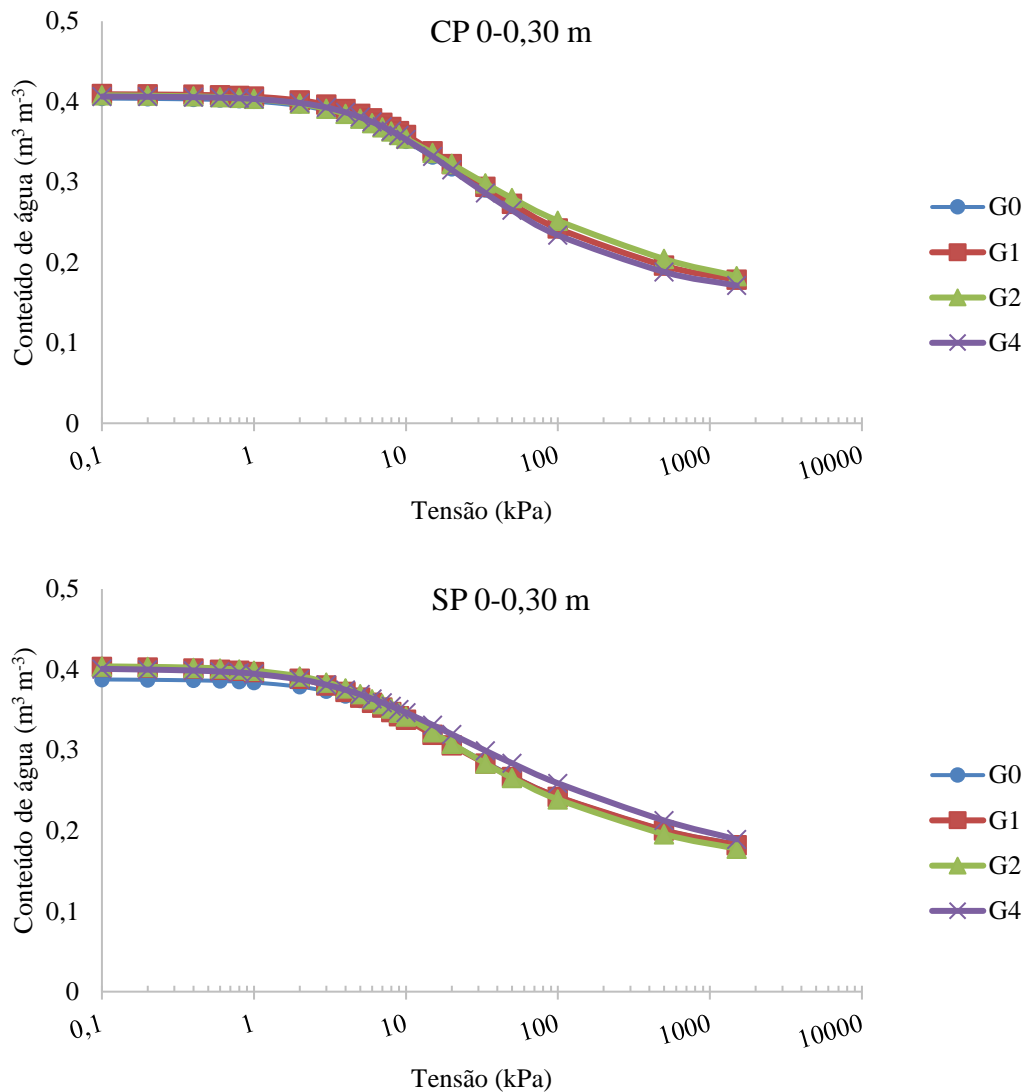 CP 0-0,30 m
Conteúdo de água (m³ m⁻³)
0,5
0,4
0,3
0,2
0,1
0
0,1 1 10 100 1000 10000
Tensão (kPa)
G0
G1
G2
G4
SP 0-0,30 m
Conteúdo de água (m³ m⁻³)
0,5
0,4
0,3
0,2
0,1
0
0,1 1 10 100 1000 10000
Tensão (kPa)
G0
G1
G2
G4